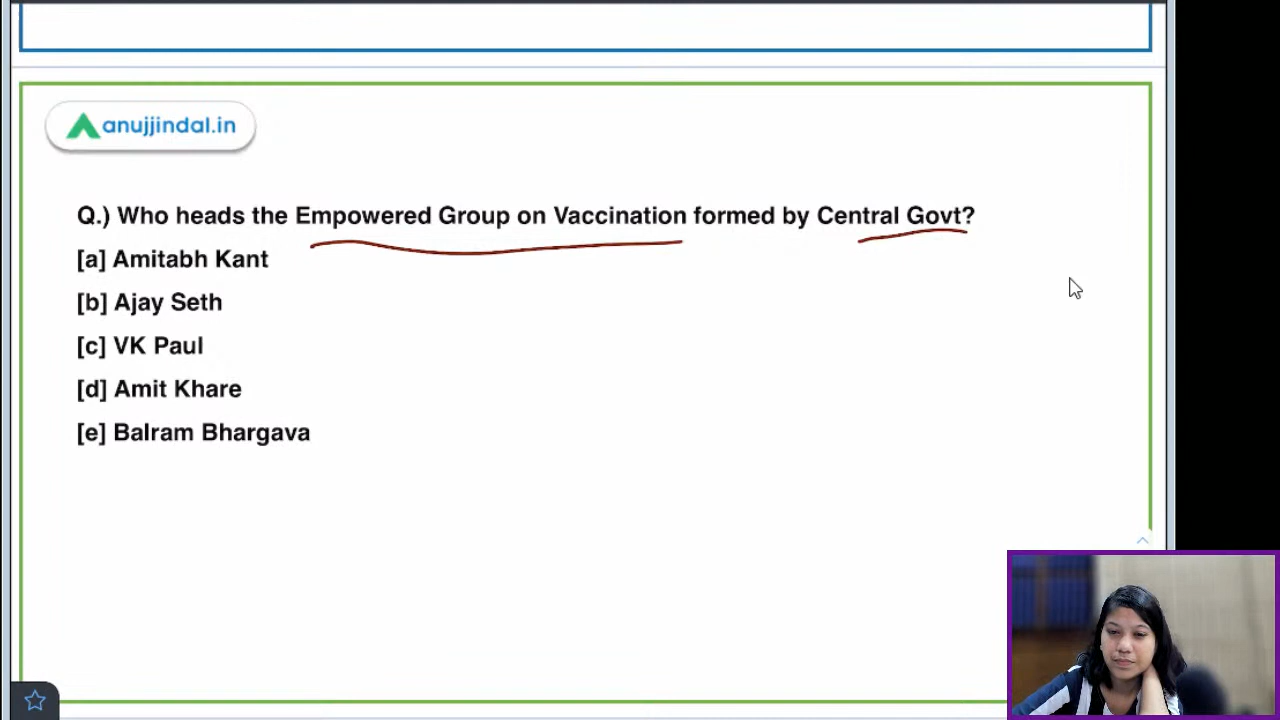 anujjindal.in
Q.) Who heads the Empowered Group on Vaccination formed by Central Govt?
[a] Amitabh Kant
[b] Ajay Seth
[c] VK Paul
[d] Amit Khare
[e] Balram Bhargava